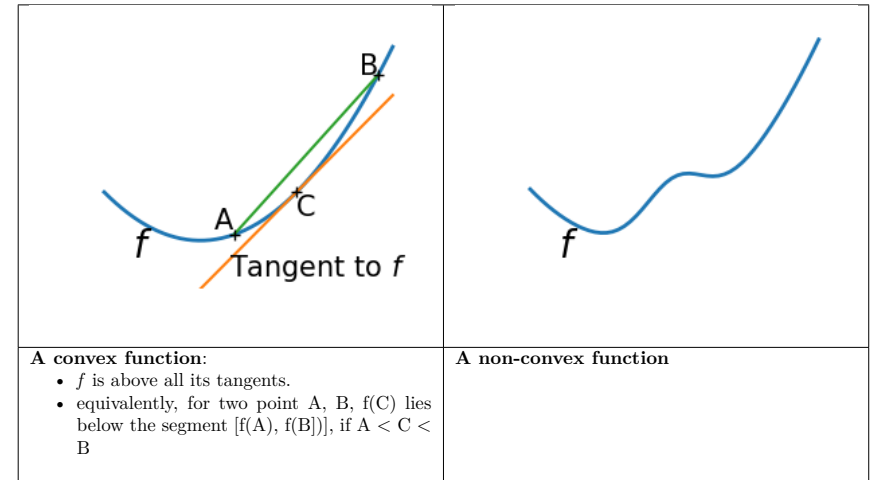 B
A
C
f
Tangent to f
f
A convex function:
• f is above all its tangents.
• equivalently, for two point A, B, f(C) lies
below the segment [f(A), f(B])], if A < C <
B
A non-convex function